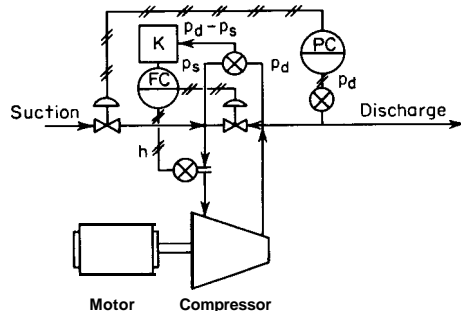 p_d-p_s
K
PC
p_s
p_d
FC
p_d
Suction
Discharge
h
Motor
Compressor